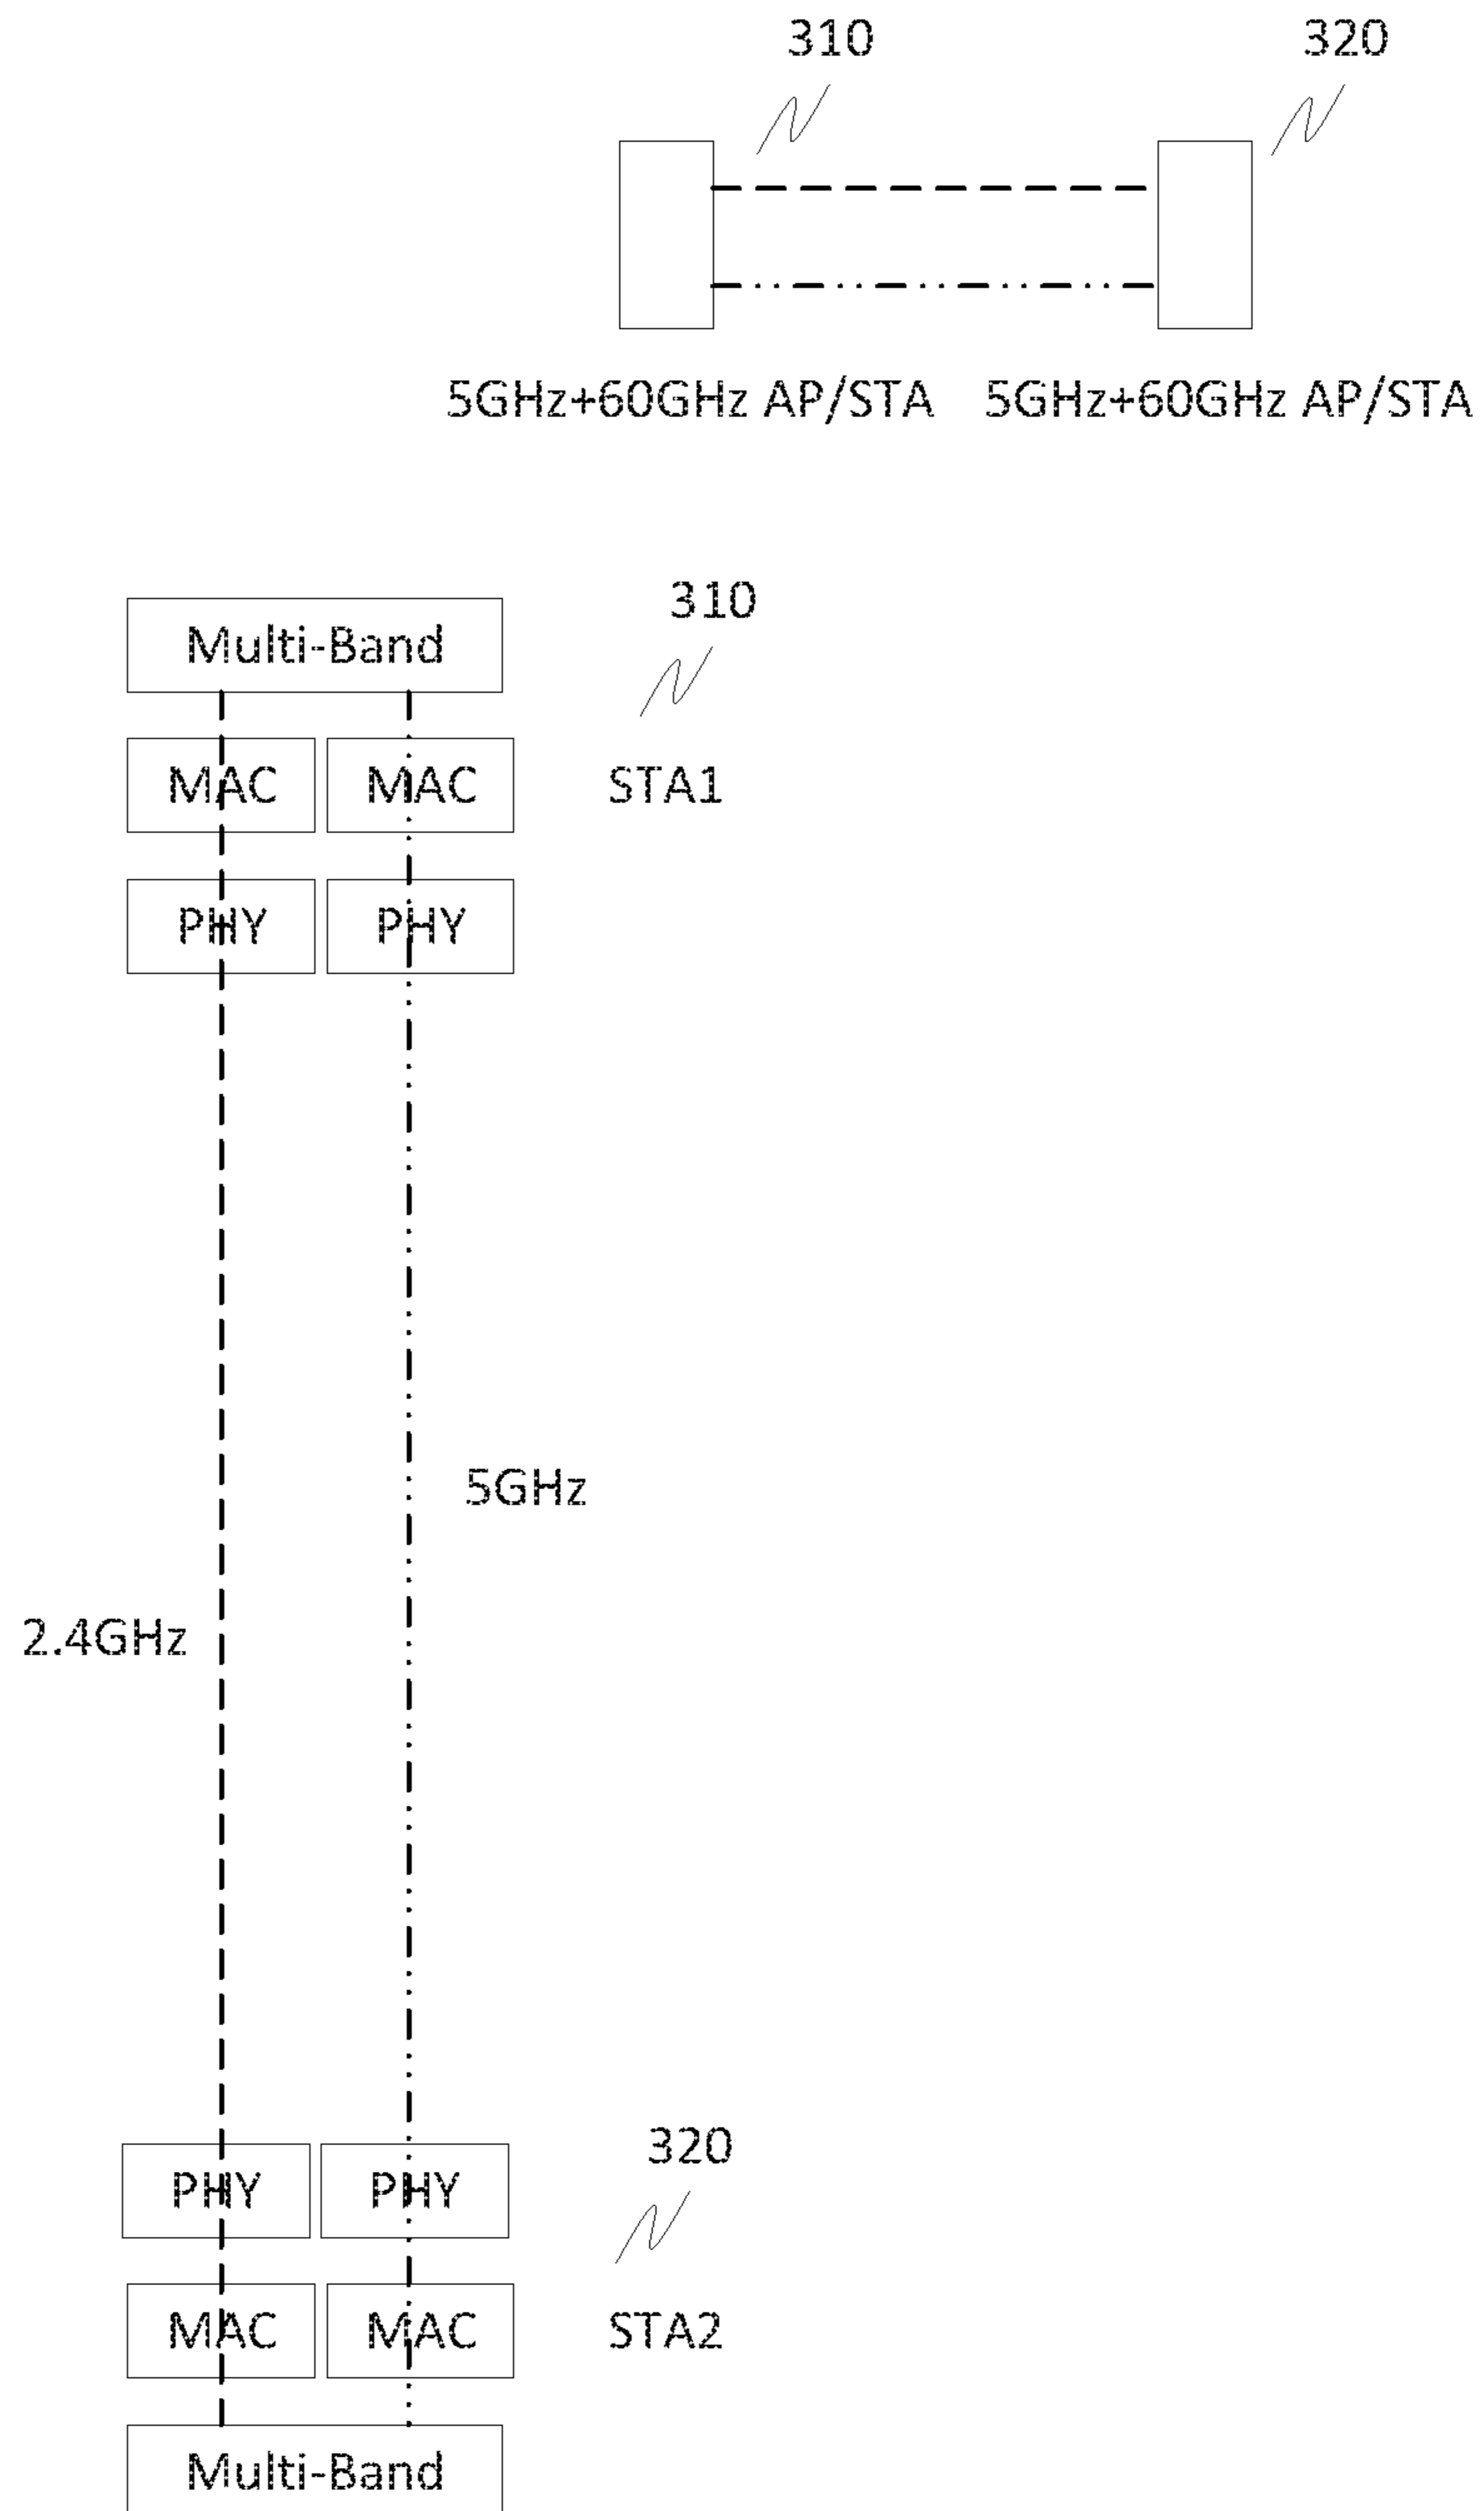 310
320
5GHz+60GHz AP/STA
5GHz+60GHz AP/STA
310
Multi-Band
MAC
MAC
STA1
PHY
PHY
5GHz
2.4GHz
320
PHY
PHY
MAC
MAC
STA2
Multi-Band